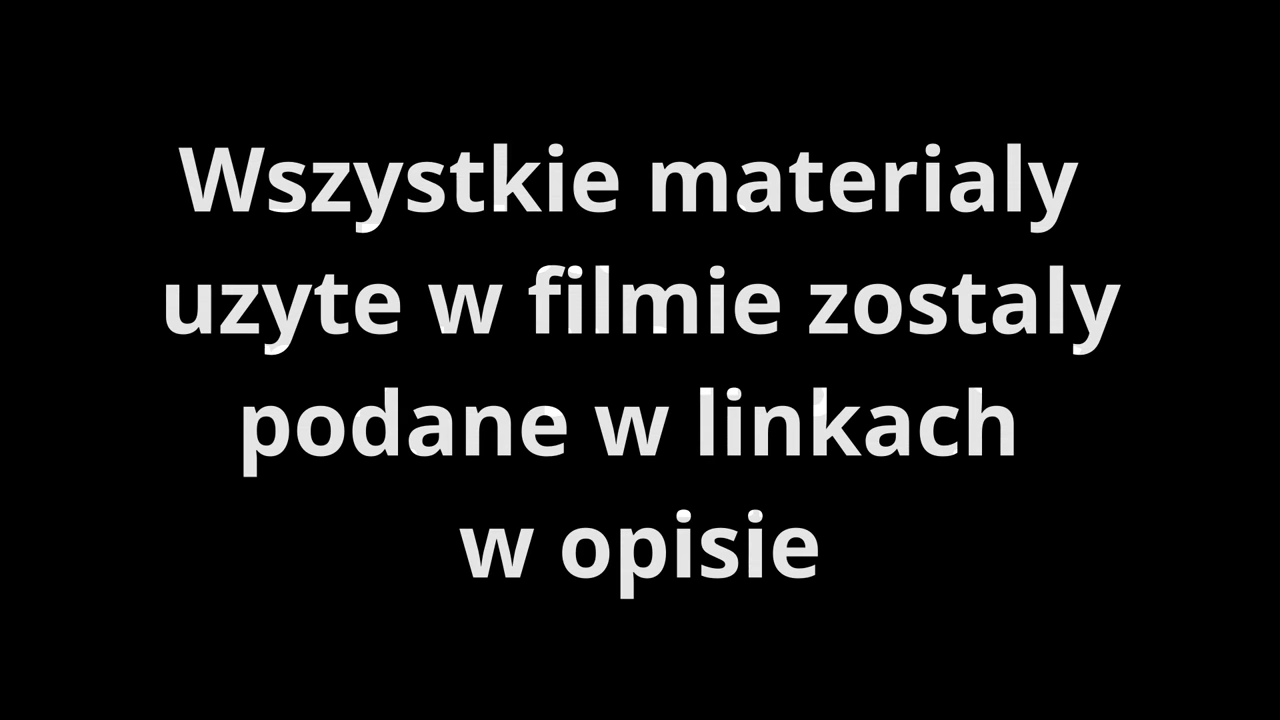 Wszystkie materialy
uzyte w filmie zostaly
podane w linkach
w opisie